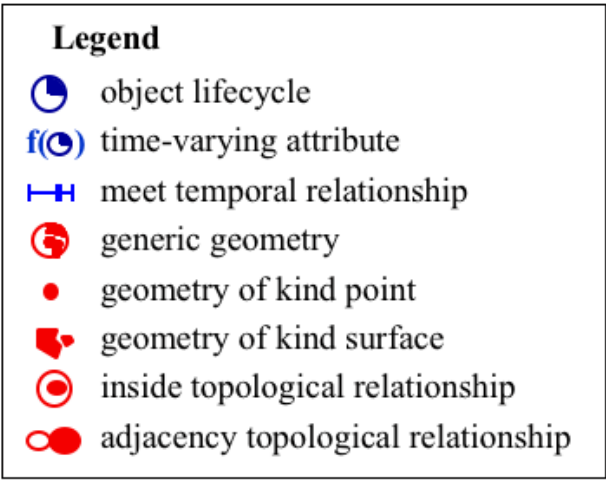 Legend
object lifecycle
f( ) time-varying attribute
meet temporal relationship
generic geometry
geometry of kind point
geometry of kind surface
inside topological relationship
adjacency topological relationship